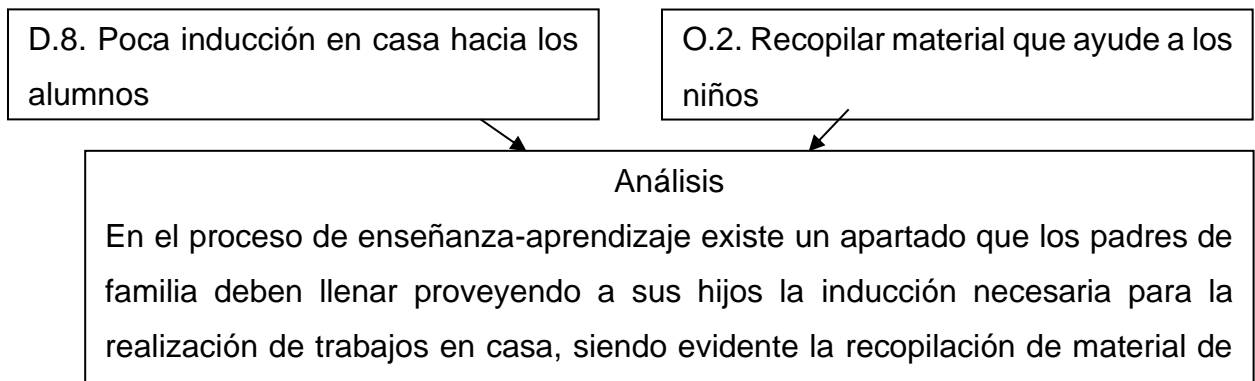 D.8. Poca inducción en casa hacia los
alumnos
O.2. Recopilar material que ayude a los
niños
Análisis
En el proceso de enseñanza-aprendizaje existe un apartado que los padres de
familia deben llenar proveyendo a sus hijos la inducción necesaria para la
realización de trabajos en casa, siendo evidente la recopilación de material de